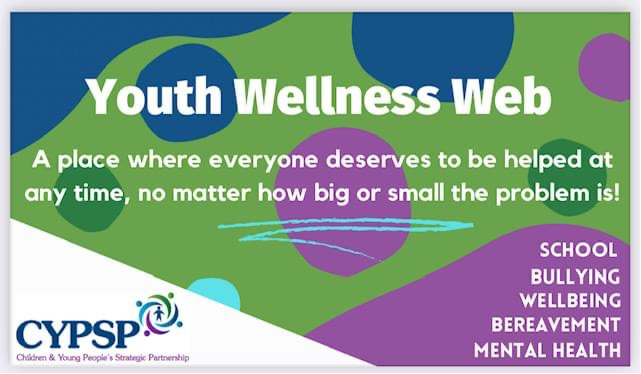 Youth Wellness Web
A place where everyone deserves to be helped at
any time, no matter how big or small the problem is!
SCHOOL
BULLYING
WELLBEING
BEREAVEMENT
MENTAL HEALTH
CYPSP
Children & Young People's Strategic Partnership